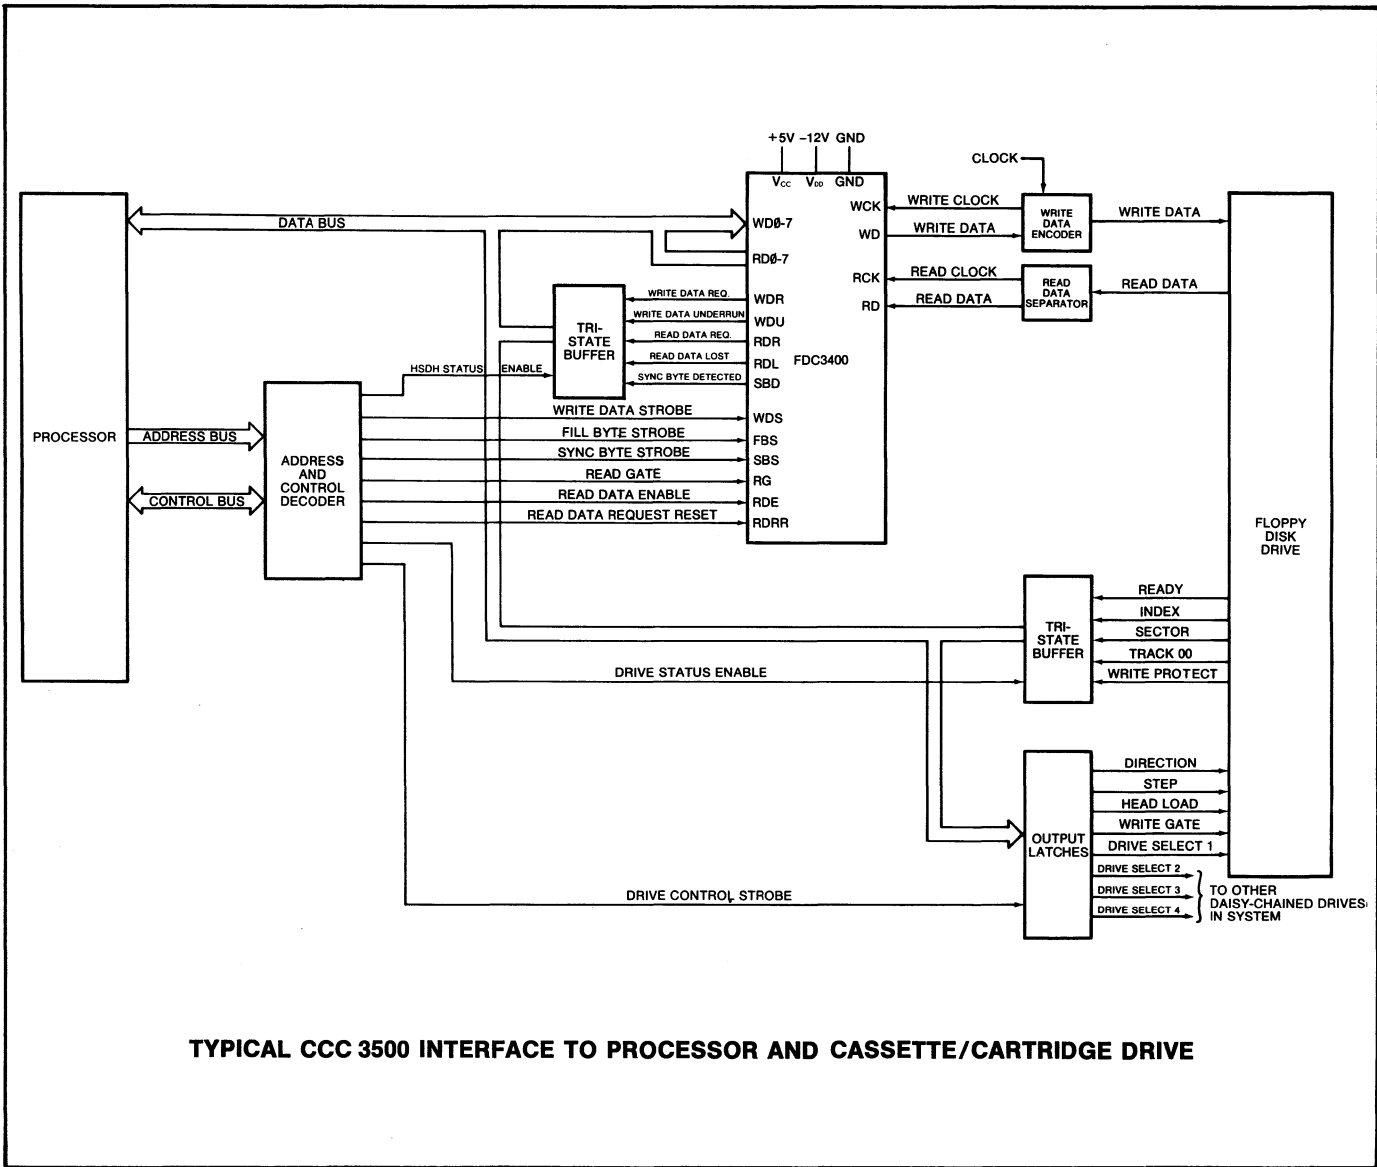 +5V -12V GND
CLOCK
VCC VDD GND
WCK
WRITE CLOCK
WRITE DATA ENCODER
WRITE DATA
WD
WRITE DATA
DATA BUS
WDØ-7
RDØ-7
RCK
READ CLOCK
READ DATA SEPARATOR
READ DATA
RD
READ DATA
TRI-
STATE
BUFFER
WRITE DATA REQ.
WDR
WRITE DATA UNDERRUN
WDU
READ DATA REQ.
RDR
READ DATA LOST
RDL
SYNC BYTE DETECTED
SBD
FDC3400
HSDH STATUS ENABLE
PROCESSOR
ADDRESS BUS
CONTROL BUS
ADDRESS
AND
CONTROL
DECODER
WRITE DATA STROBE
WDS
FILL BYTE STROBE
FBS
SYNC BYTE STROBE
SBS
READ GATE
RG
READ DATA ENABLE
RDE
READ DATA REQUEST RESET
RDRR
FLOPPY
DISK
DRIVE
TRI-
STATE
BUFFER
READY
INDEX
SECTOR
TRACK 00
WRITE PROTECT
DRIVE STATUS ENABLE
OUTPUT
LATCHES
DIRECTION
STEP
HEAD LOAD
WRITE GATE
DRIVE SELECT 1
DRIVE SELECT 2
DRIVE SELECT 3
DRIVE SELECT 4
TO OTHER
DAISY-CHAINED DRIVES
IN SYSTEM
DRIVE CONTROL STROBE
TYPICAL CCC 3500 INTERFACE TO PROCESSOR AND CASSETTE/CARTRIDGE DRIVE